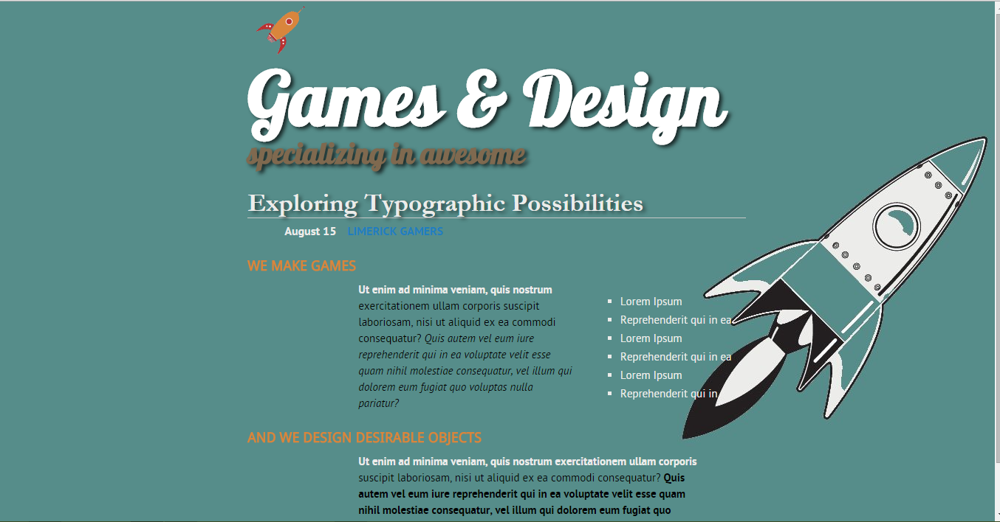 Games & Design
specializing in awesome
Exploring Typographic Possibilities
August 15 LIMERICK GAMERS
WE MAKE GAMES
Ut enim ad minima veniam, quis nostrum
exercitationem ullam corporis suscipit
laboriosam, nisi ut aliquid ex ea commodi
consequatur? Quis autem vel eum iure
reprehenderit qui in ea voluptate velit esse
quam nihil molestiae consequatur, vel illum qui
dolorem eum fugiat quo voluptas nulla
pariatur?
Lorem Ipsum
Reprehenderit qui in ea
Lorem Ipsum
Reprehenderit qui in ea
Lorem Ipsum
Reprehenderit qui in
AND WE DESIGN DESIRABLE OBJECTS
Ut enim ad minima veniam, quis nostrum exercitationem ullam corporis
suscipit laboriosam, nisi ut aliquid ex ea commodi consequatur? Quis
autem vel eum iure reprehenderit qui in ea voluptate velit esse quam
nihil molestiae consequatur, vel illum qui dolorem eum fugiat quo